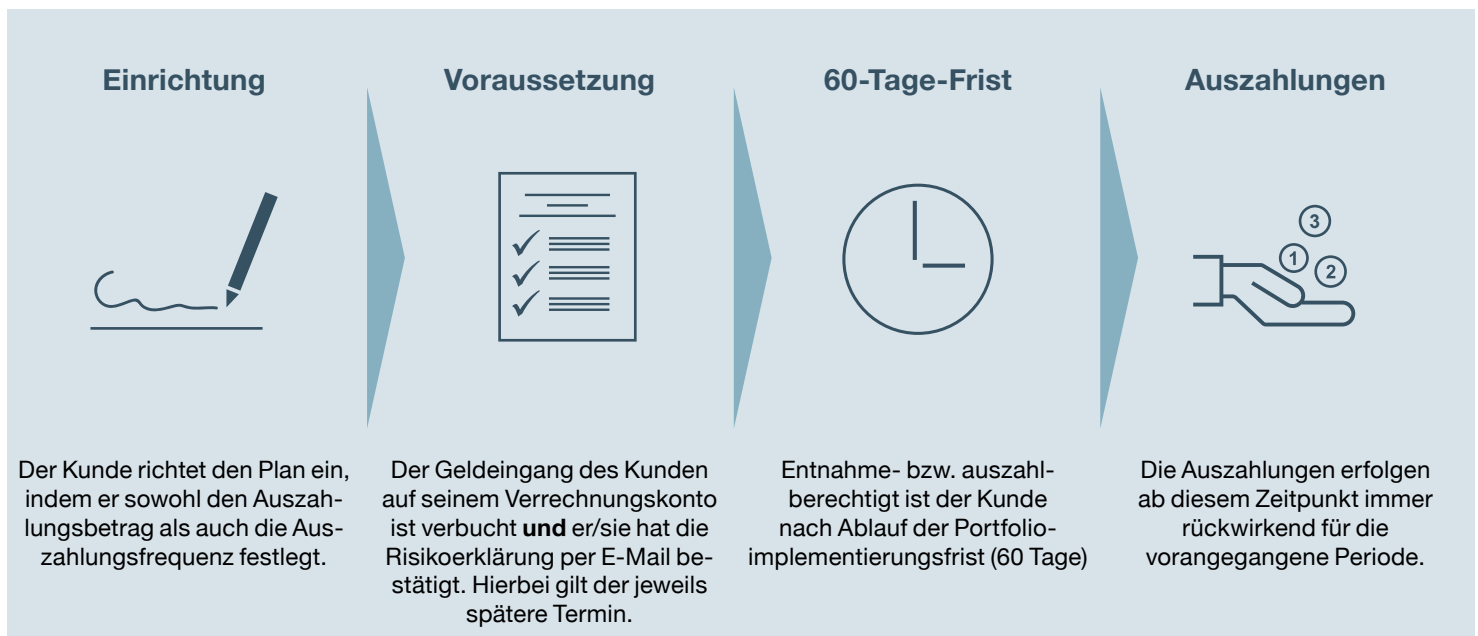 Einrichtung
Der Kunde richtet den Plan ein,
indem er sowohl den Auszah-
lungsbetrag als auch die Aus-
zahlungsfrequenz festlegt.
Voraussetzung
Der Geldeingang des Kunden
auf seinem Verrechnungskonto
ist verbucht und er/sie hat die
Risikoerklärung per E-Mail be-
stätigt. Hierbei gilt der jeweils
spätere Termin.
60-Tage-Frist
Entnahme- bzw. auszahl-
berechtigt ist der Kunde
nach Ablauf der Portfolio-
implementierungsfrist (60 Tage)
Auszahlungen
3
1
2
Die Auszahlungen erfolgen
ab diesem Zeitpunkt immer
rückwirkend für die
vorangegangene Periode.